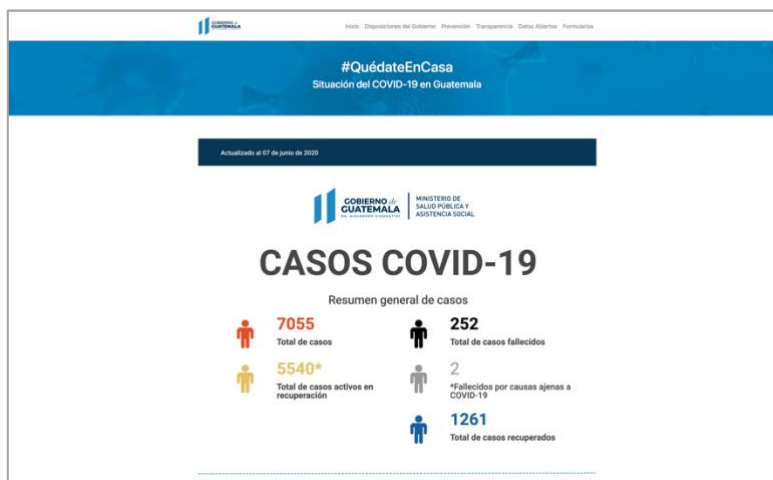 GOBIERNO de
GUATEMALA
Inicio Disposiciones del Gobierno Prevención Transparencia Datos Abiertos Formularios
#QuédateEnCasa
Situación del COVID-19 en Guatemala
Actualizado al 07 de junio de 2020
GOBIERNO de
GUATEMALA
DR. ALEJANDRO GIAMMATTEI
MINISTERIO DE
SALUD PÚBLICA Y
ASISTENCIA SOCIAL
CASOS COVID-19
Resumen general de casos
7055
Total de casos
252
Total de casos fallecidos
5540*
Total de casos activos en
recuperación
2
*Fallecidos por causas ajenas a
COVID-19
1261
Total de casos recuperados